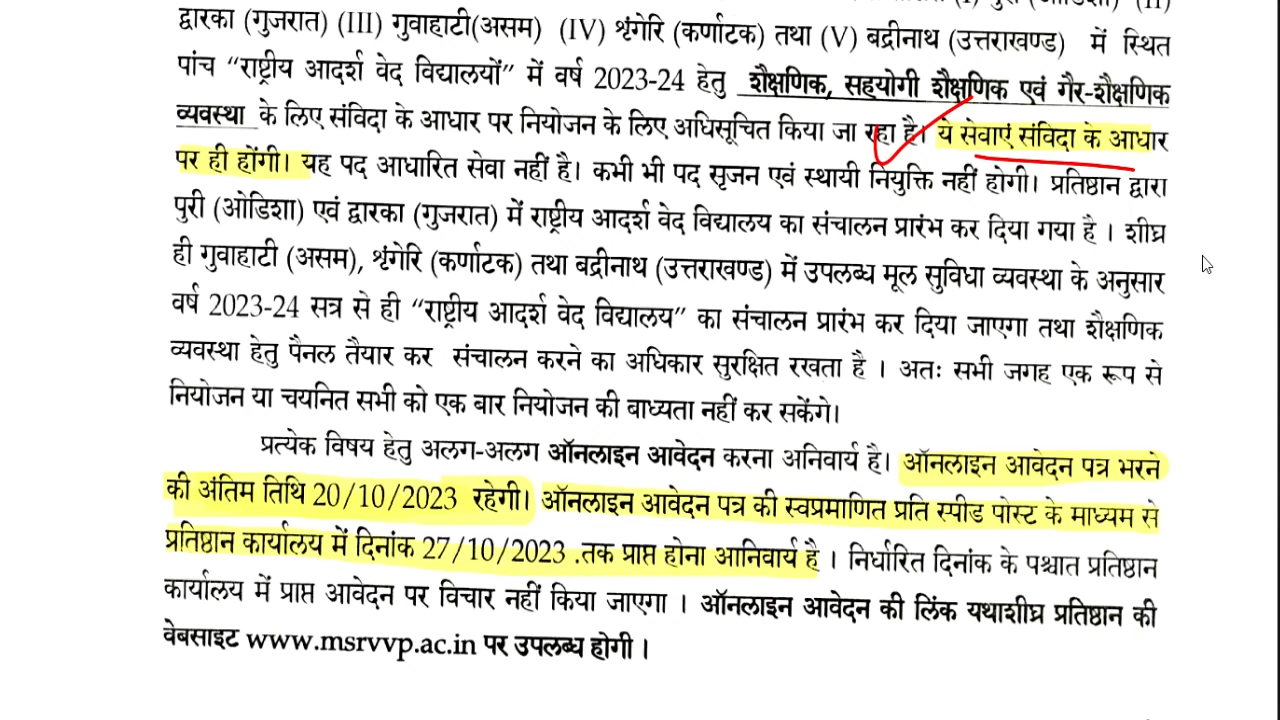 द्वारका (गुजरात) (III) गुवाहाटी(असम) (IV) श्रृंगेरि (कर्णाटक) तथा (V) बद्रीनाथ (उत्तराखण्ड) में स्थित
पांच “राष्ट्रीय आदर्श वेद विद्यालयों” में वर्ष 2023-24 हेतु शैक्षणिक, सहयोगी शैक्षणिक एवं गैर-शैक्षणिक
व्यवस्था के लिए संविदा के आधार पर नियोजन के लिए अधिसूचित किया जा रहा है। ये सेवाएं संविदा के आधार
पर ही होंगी। यह पद आधारित सेवा नहीं है। कभी भी पद सृजन एवं स्थायी नियुक्ति नहीं होगी। प्रतिष्ठान द्वारा
पुरी (ओडिशा) एवं द्वारका (गुजरात) में राष्ट्रीय आदर्श वेद विद्यालय का संचालन प्रारंभ कर दिया गया है । शीघ्र
ही गुवाहाटी (असम), श्रृंगेरि (कर्णाटक) तथा बद्रीनाथ (उत्तराखण्ड) में उपलब्ध मूल सुविधा व्यवस्था के अनुसार
वर्ष 2023-24 सत्र से ही “राष्ट्रीय आदर्श वेद विद्यालय” का संचालन प्रारंभ कर दिया जाएगा तथा शैक्षणिक
व्यवस्था हेतु पैनल तैयार कर संचालन करने का अधिकार सुरक्षित रखता है । अतः सभी जगह एक रूप से
नियोजन या चयनित सभी को एक बार नियोजन की बाध्यता नहीं कर सकेंगे।
प्रत्येक विषय हेतु अलग-अलग ऑनलाइन आवेदन करना अनिवार्य है। ऑनलाइन आवेदन पत्र भरने
की अंतिम तिथि 20/10/2023 रहेगी। ऑनलाइन आवेदन पत्र की स्वप्रमाणित प्रति स्पीड पोस्ट के माध्यम से
प्रतिष्ठान कार्यालय में दिनांक 27/10/2023 .तक प्राप्त होना आनिवार्य है । निर्धारित दिनांक के पश्चात प्रतिष्ठान
कार्यालय में प्राप्त आवेदन पर विचार नहीं किया जाएगा । ऑनलाइन आवेदन की लिंक यथाशीघ्र प्रतिष्ठान की
वेबसाइट www.msrvvp.ac.in पर उपलब्ध होगी ।